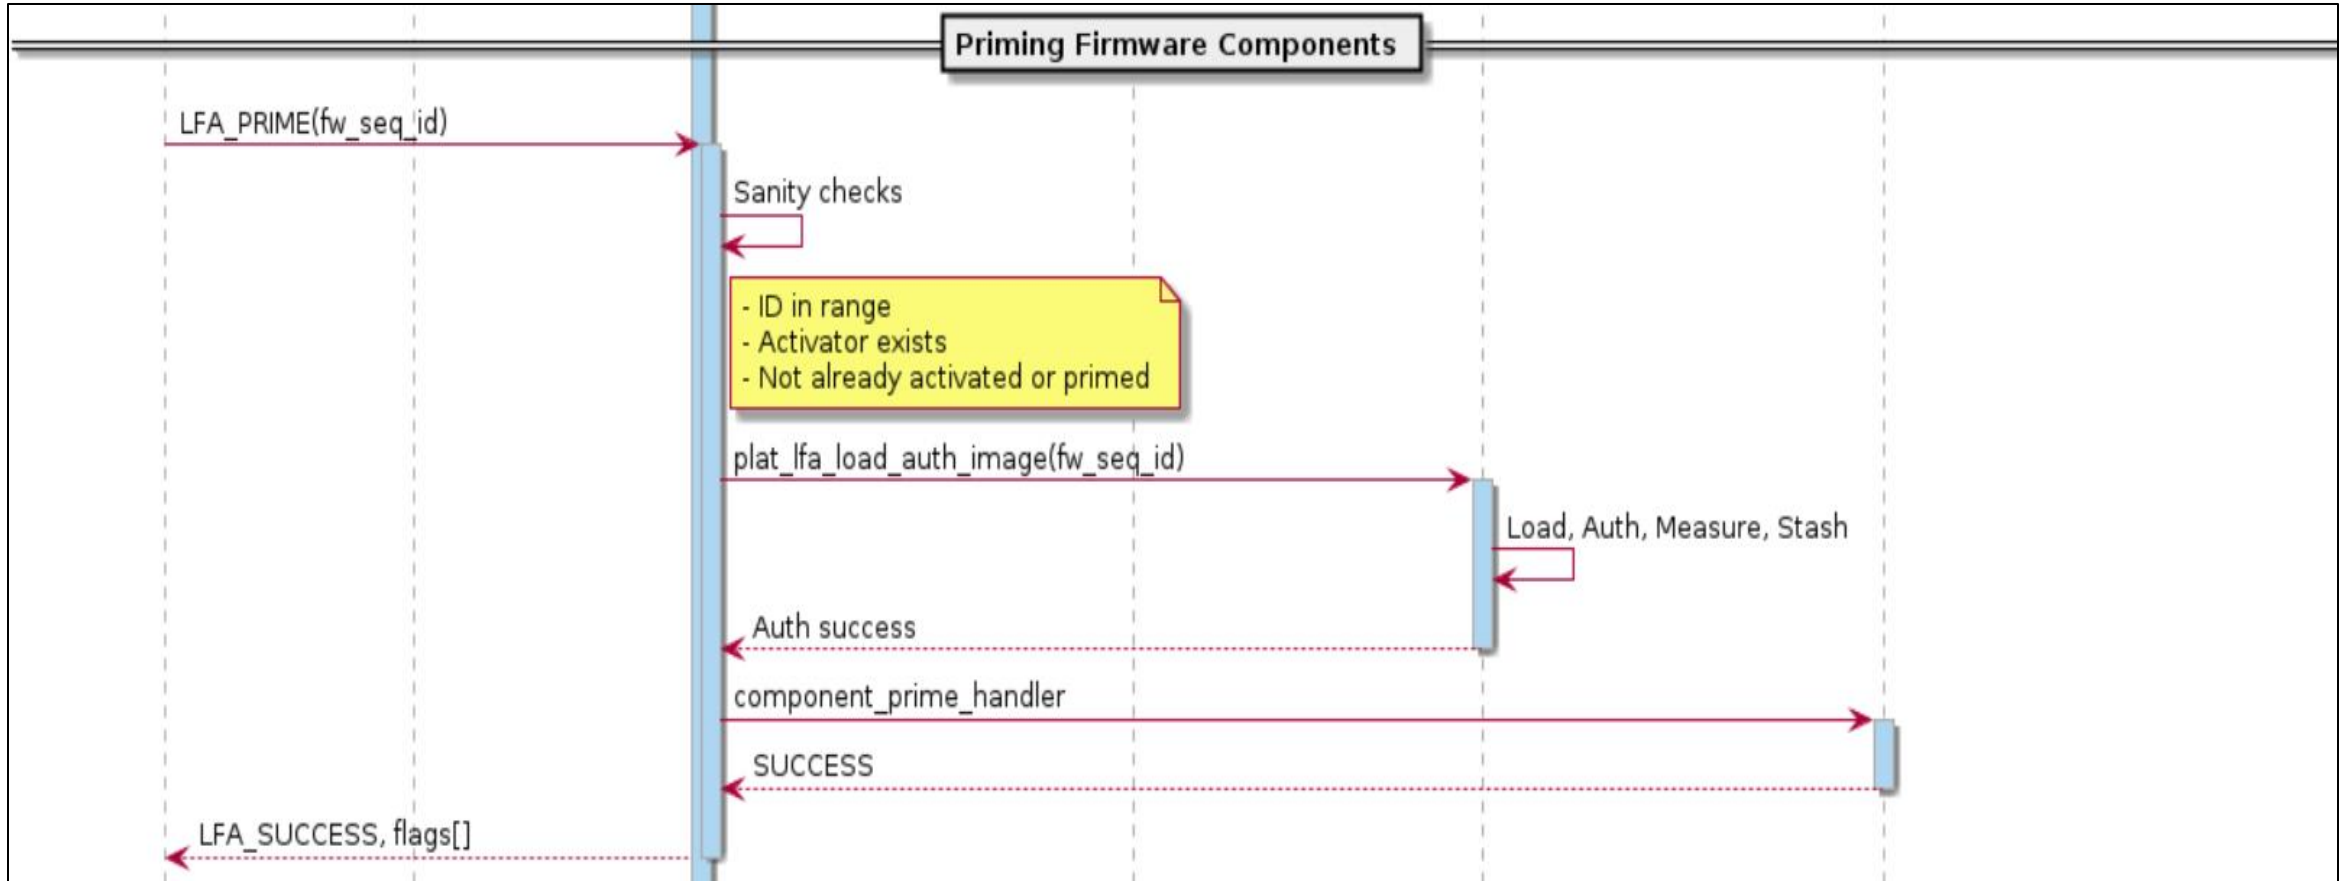 Priming Firmware Components
LFA_PRIME(fw_seq_id)
Sanity checks
- ID in range
- Activator exists
- Not already activated or primed
plat_lfa_load_auth_image(fw_seq_id)
Load, Auth, Measure, Stash
Auth success
component_prime_handler
SUCCESS
LFA_SUCCESS, flags[]